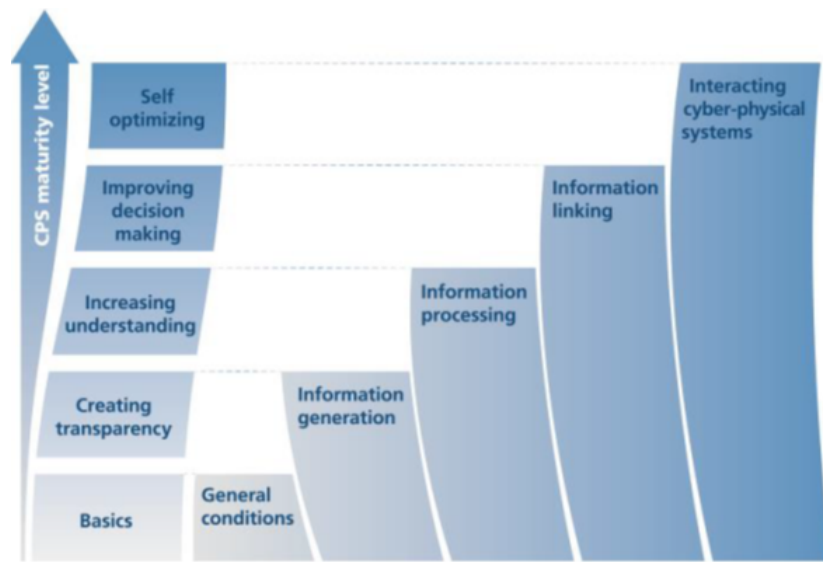 CPS maturity level
Self
optimizing
Improving
decision
making
Increasing
understanding
Creating
transparency
Basics
General
conditions
Information
generation
Information
processing
Information
linking
Interacting
cyber-physical
systems